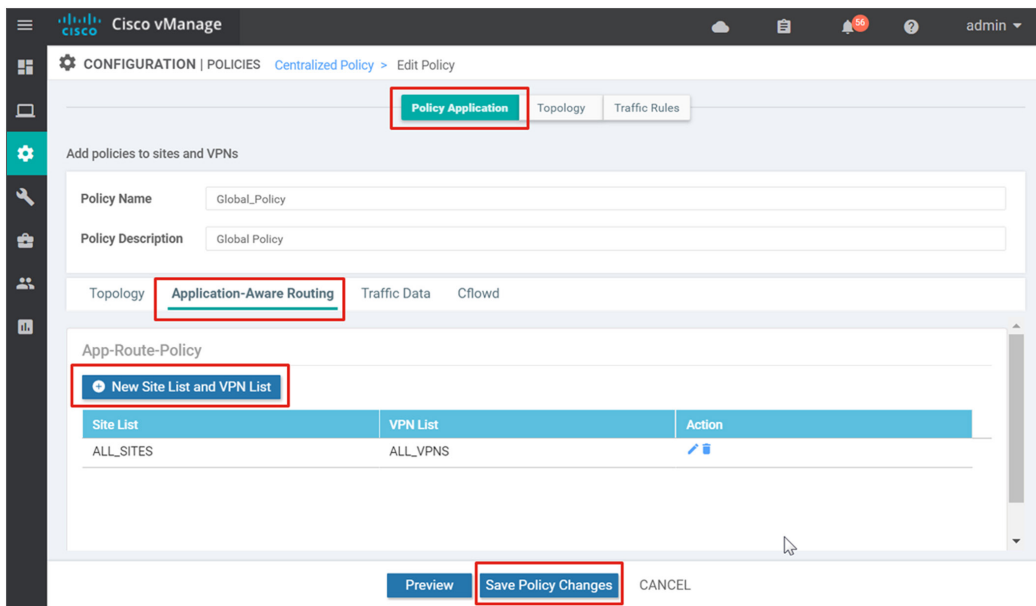 cisco Cisco vManage 56 admin
CONFIGURATION | POLICIES Centralized Policy > Edit Policy
Policy Application Topology Traffic Rules
Add policies to sites and VPNs
Policy Name Global_Policy
Policy Description Global Policy
Topology Application-Aware Routing Traffic Data Cflowd
App-Route-Policy
New Site List and VPN List
Site List VPN List Action
ALL_SITES ALL_VPNS
Preview Save Policy Changes CANCEL